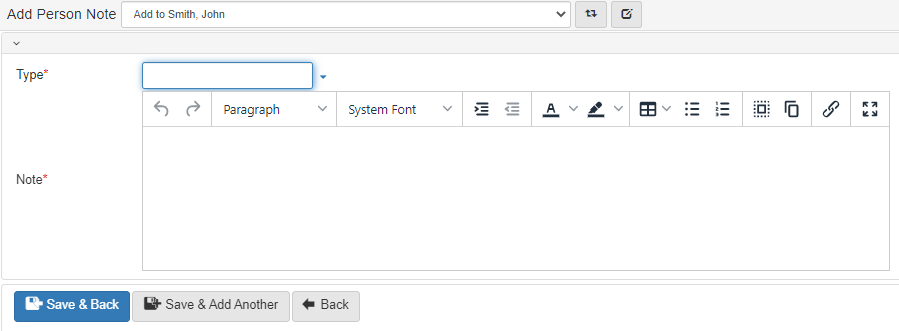 Add Person Note Add to Smith, John
Type*
Paragraph System Font A
Note*
Save & Back Save & Add Another Back